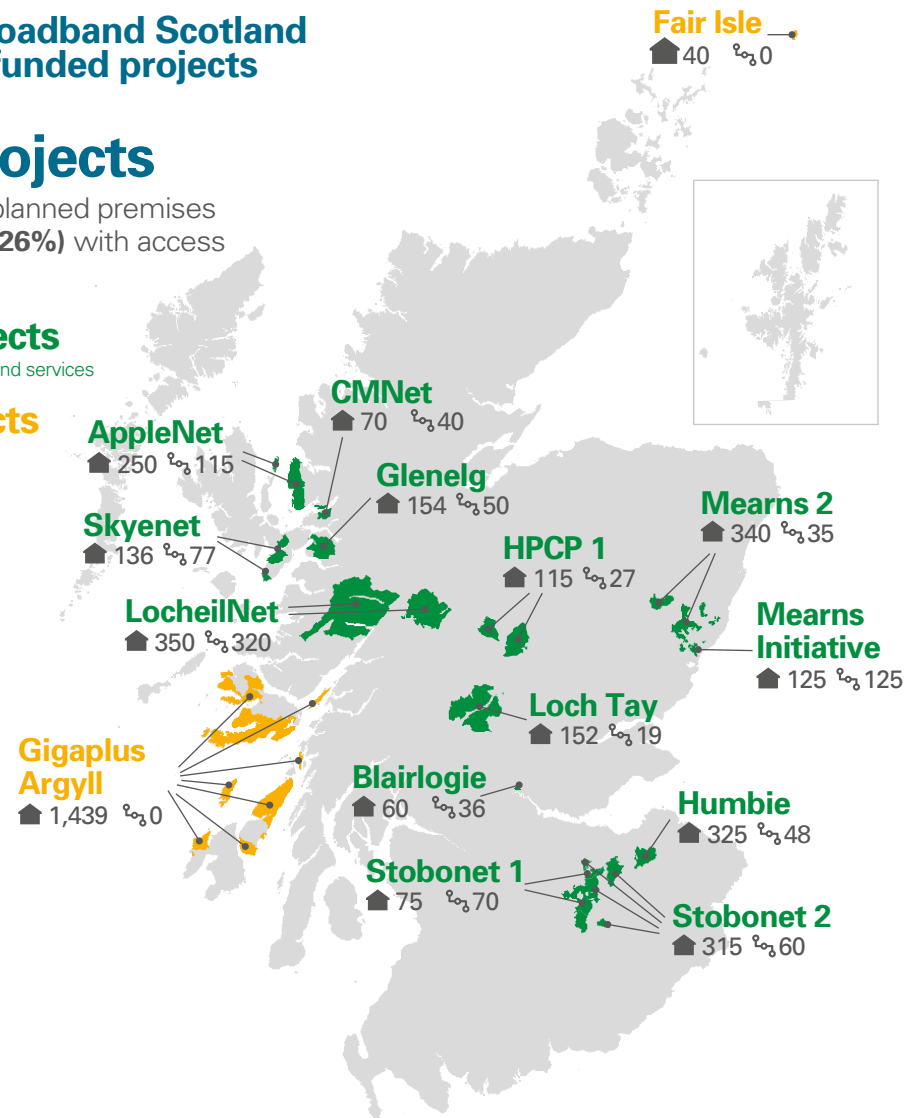 oadband Scotland
funded projects
ojects
planned premises
26%) with access
ects
nd services
cts
Fair Isle
40 0
CMNet
70 40
AppleNet
250 115
Glenelg
154 50
Mearns 2
340 35
Skyenet
136 77
HPCP 1
115 27
LocheilNet
350 320
Mearns
Initiative
125 125
Loch Tay
152 19
Gigaplus
Argyll
1,439 0
Blairlogie
60 36
Humbie
325 48
Stobonet 1
75 70
Stobonet 2
315 60